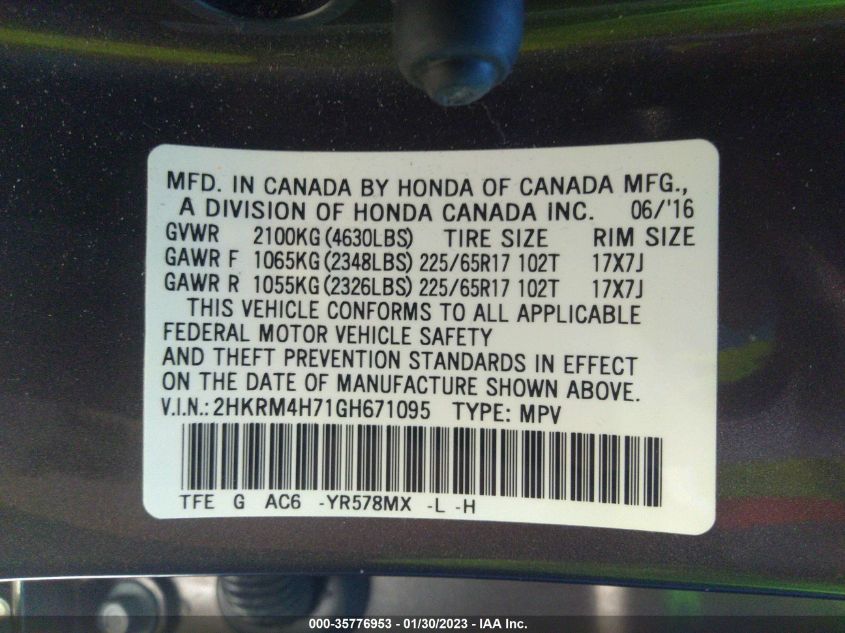 MFD. IN CANADA BY HONDA OF CANADA MFG.,
A DIVISION OF HONDA CANADA INC. 06/'16
GVWR 2100KG(4630LBS) TIRE SIZE RIM SIZE
GAWR F 1065KG(2348LBS) 225/65R17 102T 17X7J
GAWR R 1055KG(2326LBS) 225/65R17 102T 17X7J
THIS VEHICLE CONFORMS TO ALL APPLICABLE
FEDERAL MOTOR VEHICLE SAFETY
AND THEFT PREVENTION STANDARDS IN EFFECT
ON THE DATE OF MANUFACTURE SHOWN ABOVE.
V.I.N.: 2HKRM4H71GH671095 TYPE: MPV
TFE G AC6 -YR578MX -L -H
000-35776953 - 01/30/2023 - IAA Inc.